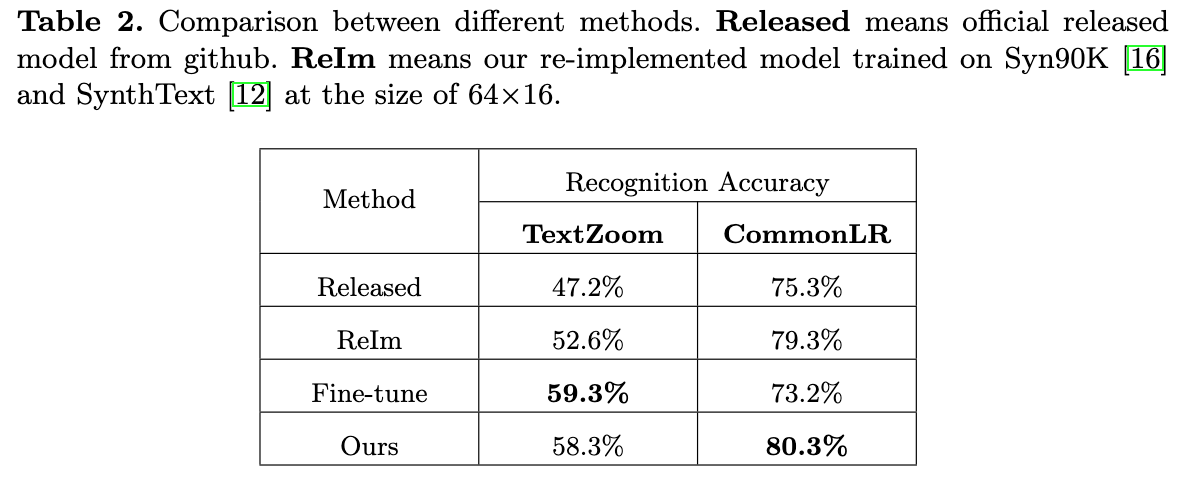 Table 2. Comparison between different methods. Released means official released
model from github. ReIm means our re-implemented model trained on Syn90K [16]
and SynthText [12] at the size of 64×16.
Method
Recognition Accuracy
TextZoom CommonLR
Released 47.2% 75.3%
ReIm 52.6% 79.3%
Fine-tune 59.3% 73.2%
Ours 58.3% 80.3%